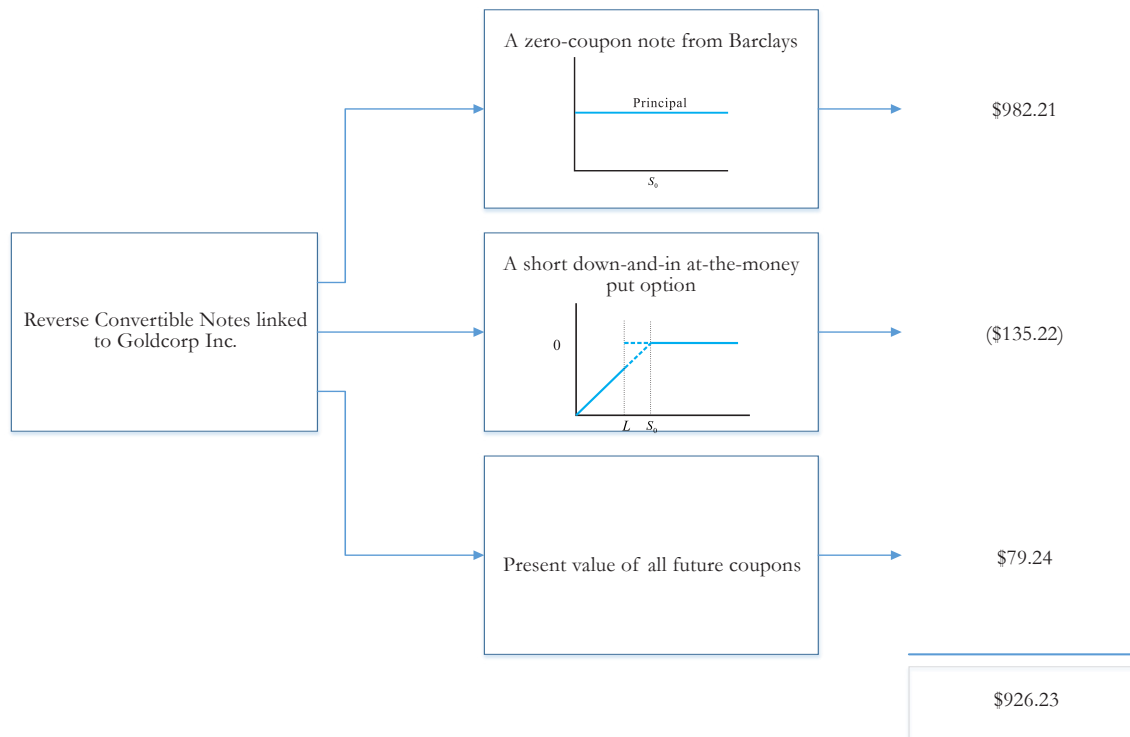 A zero-coupon note from Barclays
Principal
S₀
$982.21
Reverse Convertible Notes linked
to Goldcorp Inc.
A short down-and-in at-the-money
put option
0
L S₀
($135.22)
Present value of all future coupons
$79.24
$926.23